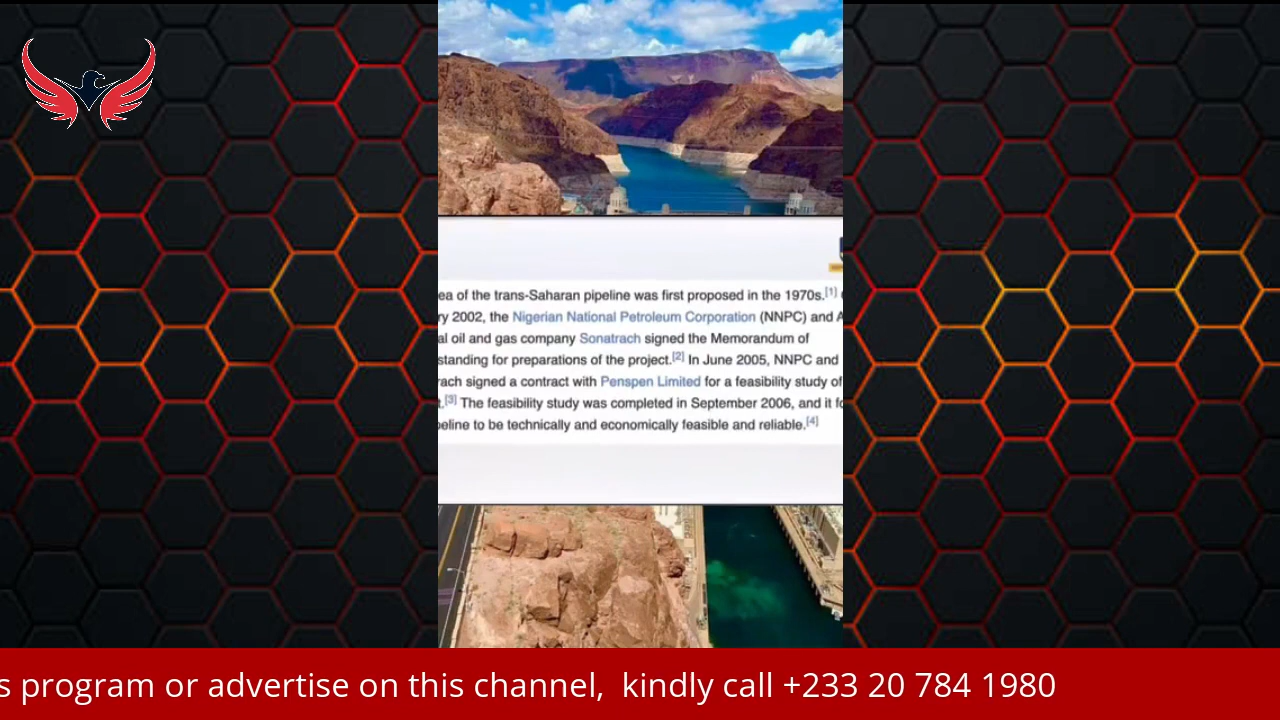 ea of the trans-Saharan pipeline was first proposed in the 1970s.[1]
ry 2002, the Nigerian National Petroleum Corporation (NNPC) and A
al oil and gas company Sonatrach signed the Memorandum of
standing for preparations of the project.[2] In June 2005, NNPC and
rach signed a contract with Penspen Limited for a feasibility study of
t.[3] The feasibility study was completed in September 2006, and it fo
peline to be technically and economically feasible and reliable.[4]
s program or advertise on this channel, kindly call +233 20 784 1980